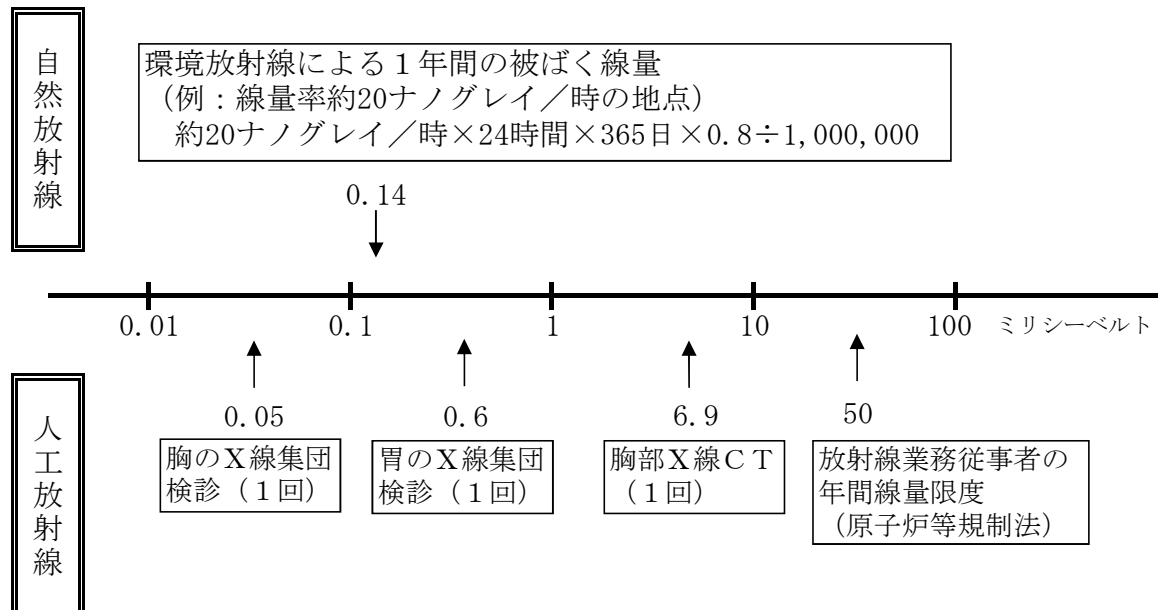 自然放射線
環境放射線による１年間の被ばく線量
（例：線量率約20ナノグレイ／時の地点）
約20ナノグレイ／時×24時間×365日×0.8÷1,000,000
0.14
0.01
0.1
1
10
100
ミリシーベルト
人工放射線
0.05
胸のＸ線集団
検診（１回）
0.6
胃のＸ線集団
検診（１回）
6.9
胸部Ｘ線ＣＴ
（１回）
50
放射線業務従事者の
年間線量限度
（原子炉等規制法）